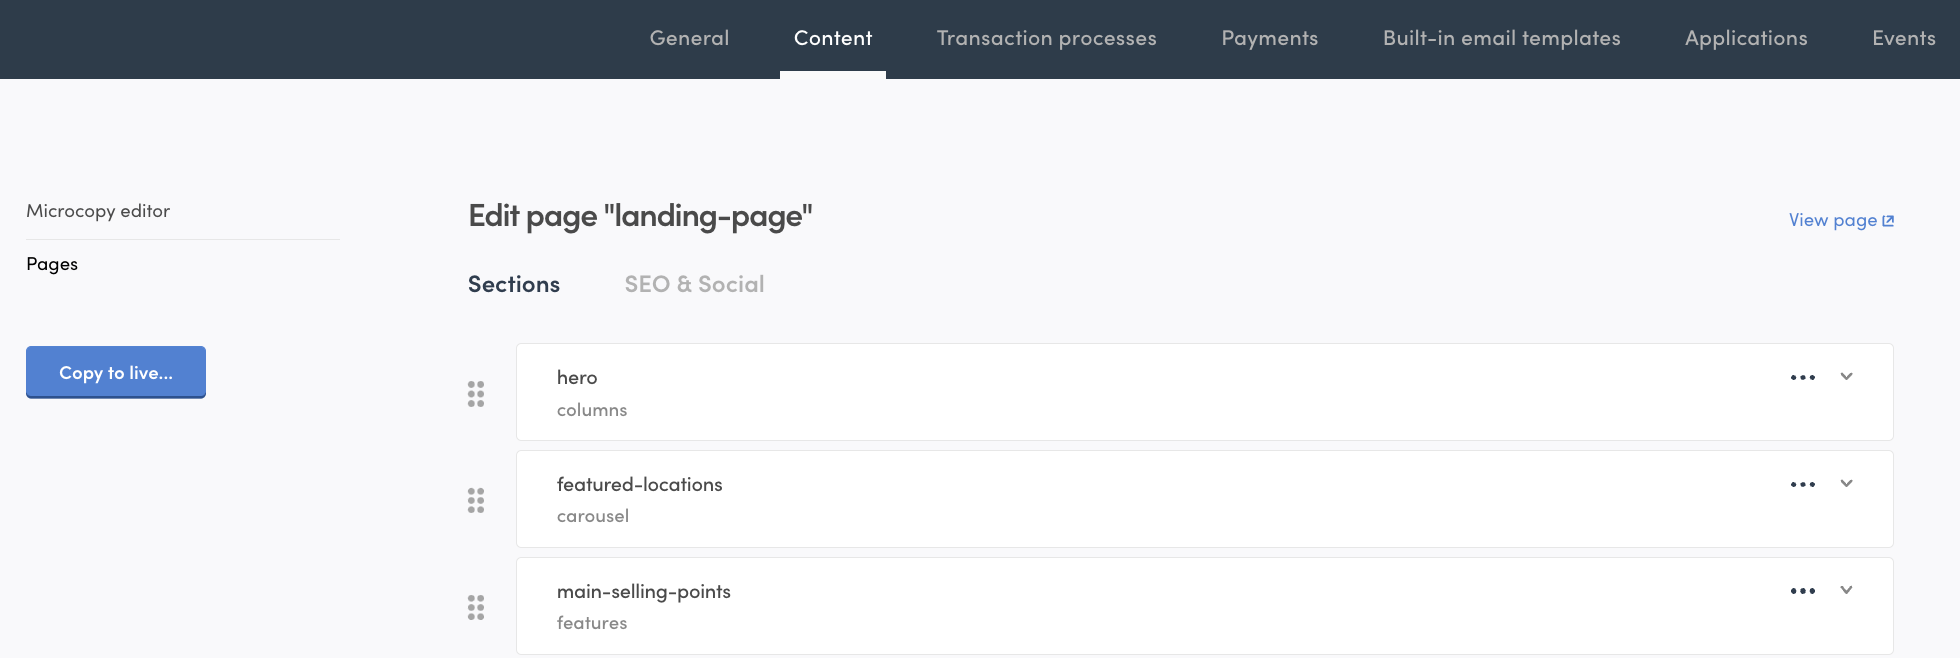 General Content Transaction processes Payments Built-in email templates Applications Events
Microcopy editor
Pages
Copy to live...
Edit page "landing-page"
View page
Sections SEO & Social
hero
columns
featured-locations
carousel
main-selling-points
features